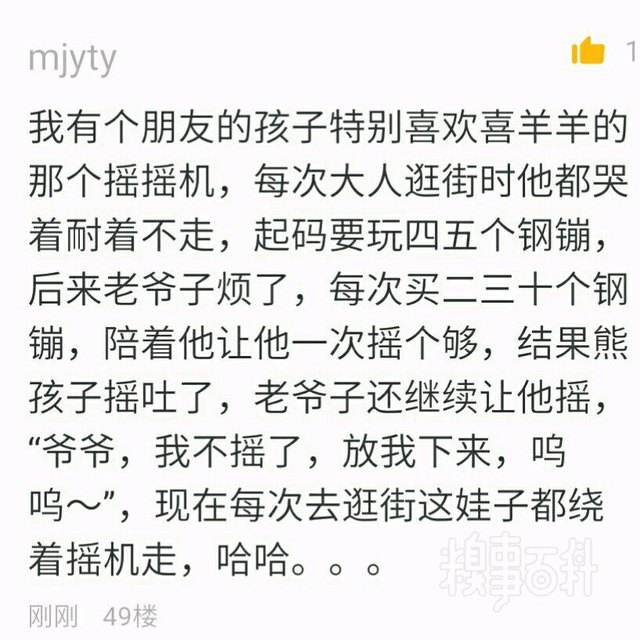 mjyty
1
我有个朋友的孩子特别喜欢喜羊羊的
那个摇摇机，每次大人逛街时他都哭
着耐着不走，起码要玩四五个钢镚，
后来老爷子烦了，每次买二三十个钢
镚，陪着他让他一次摇个够，结果熊
孩子摇吐了，老爷子还继续让他摇，
“爷爷，我不摇了，放我下来，呜
呜～”，现在每次去逛街这娃子都绕
着摇机走，哈哈。。。
糗事百科
刚刚 49楼